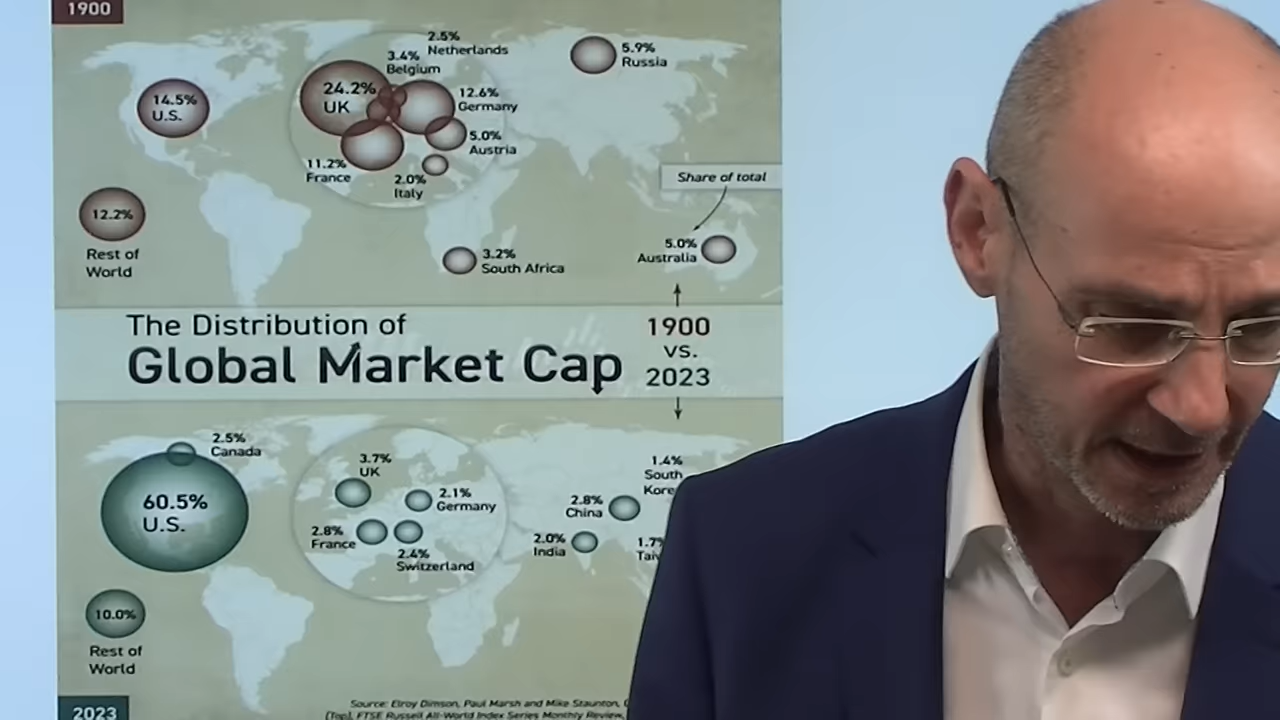 1900
2.5%
Netherlands
3.4%
Belgium
5.9%
Russia
24.2%
UK
14.5%
U.S.
12.6%
Germany
5.0%
Austria
11.2%
France
2.0%
Italy
Share of total
12.2%
Rest of
World
3.2%
South Africa
5.0%
Australia
The Distribution of
Global Market Cap
1900
vs.
2023
2.5%
Canada
3.7%
UK
60.5%
U.S.
2.1%
Germany
2.8%
France
2.4%
Switzerland
1.4%
South
2.8%
China
2.0%
India
10.0%
Rest of
World
Source: Elroy Dimson, Paul Marsh and Mike Staunton,
(Top), FTSE Russell All-World Index Series Monthly Review,
2023